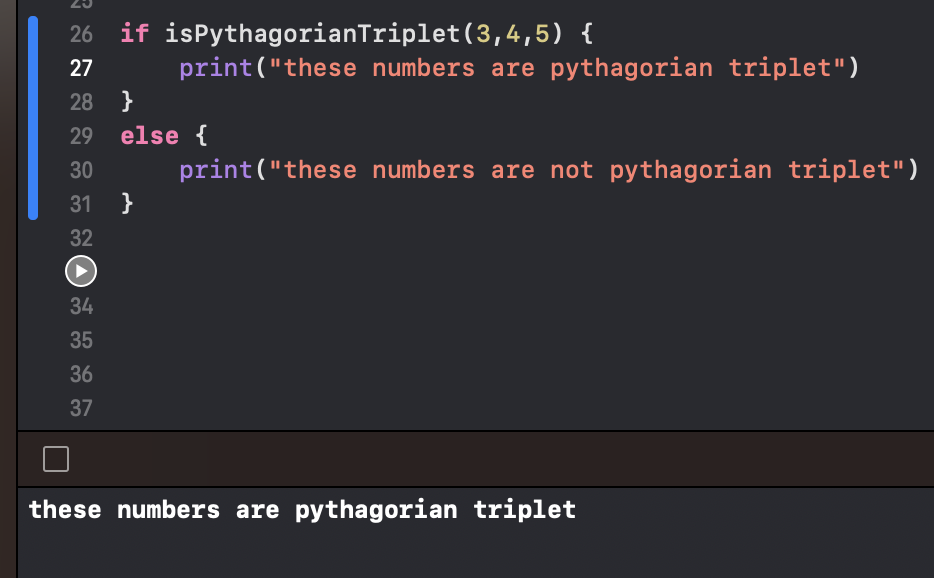 25
26 if isPythagorianTriplet(3,4,5) {
27     print("these numbers are pythagorian triplet")
28 }
29 else {
30     print("these numbers are not pythagorian triplet")
31 }
32
34
35
36
37
these numbers are pythagorian triplet